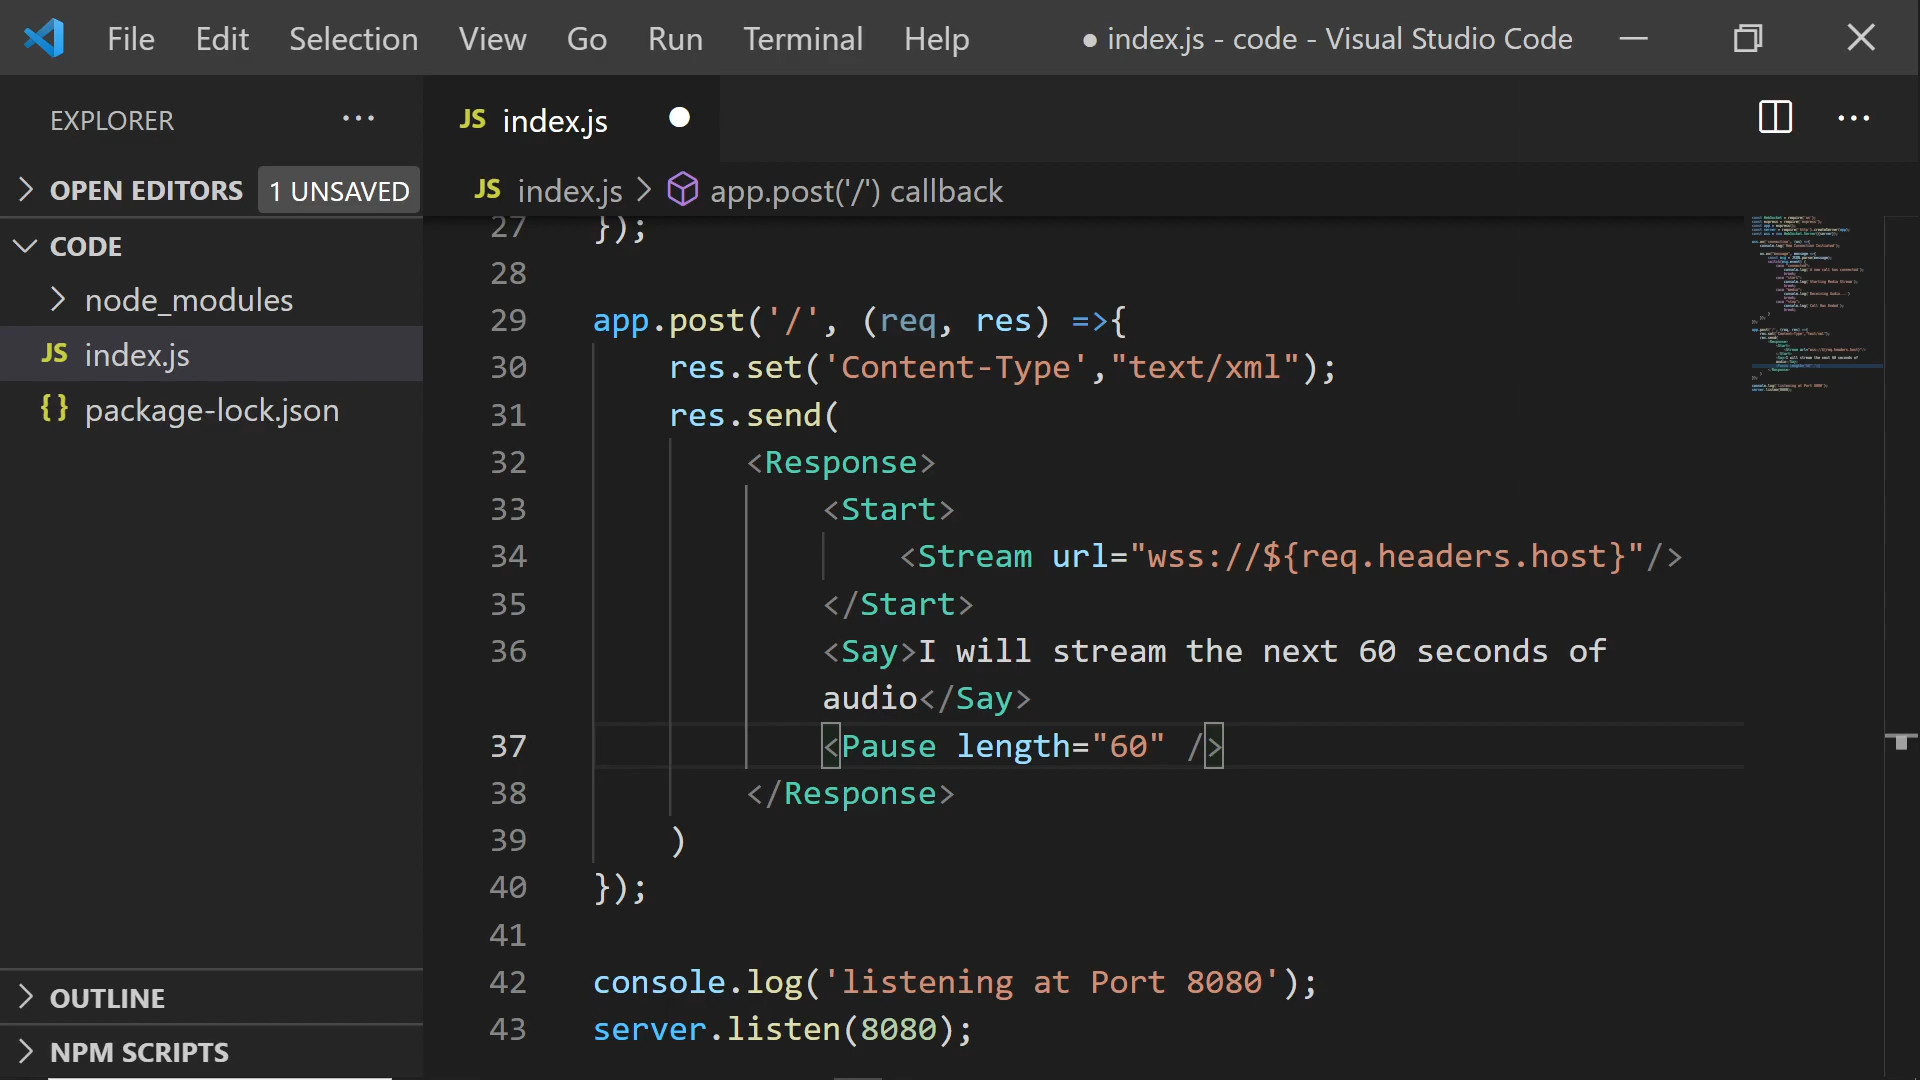 File Edit Selection View Go Run Terminal Help ● index.js - code - Visual Studio Code
EXPLORER ···
JS index.js ●
OPEN EDITORS 1 UNSAVED
JS index.js > app.post('/') callback
CODE
node_modules
JS index.js
{} package-lock.json
OUTLINE
NPM SCRIPTS
27 });
28
29 app.post('/', (req, res) =>{
30 res.set('Content-Type',"text/xml");
31 res.send(
32 <Response>
33 <Start>
34 <Stream url="wss://${req.headers.host}"/>
35 </Start>
36 <Say>I will stream the next 60 seconds of
audio</Say>
37 <Pause length="60" />
38 </Response>
39 )
40 });
41
42 console.log('listening at Port 8080');
43 server.listen(8080);